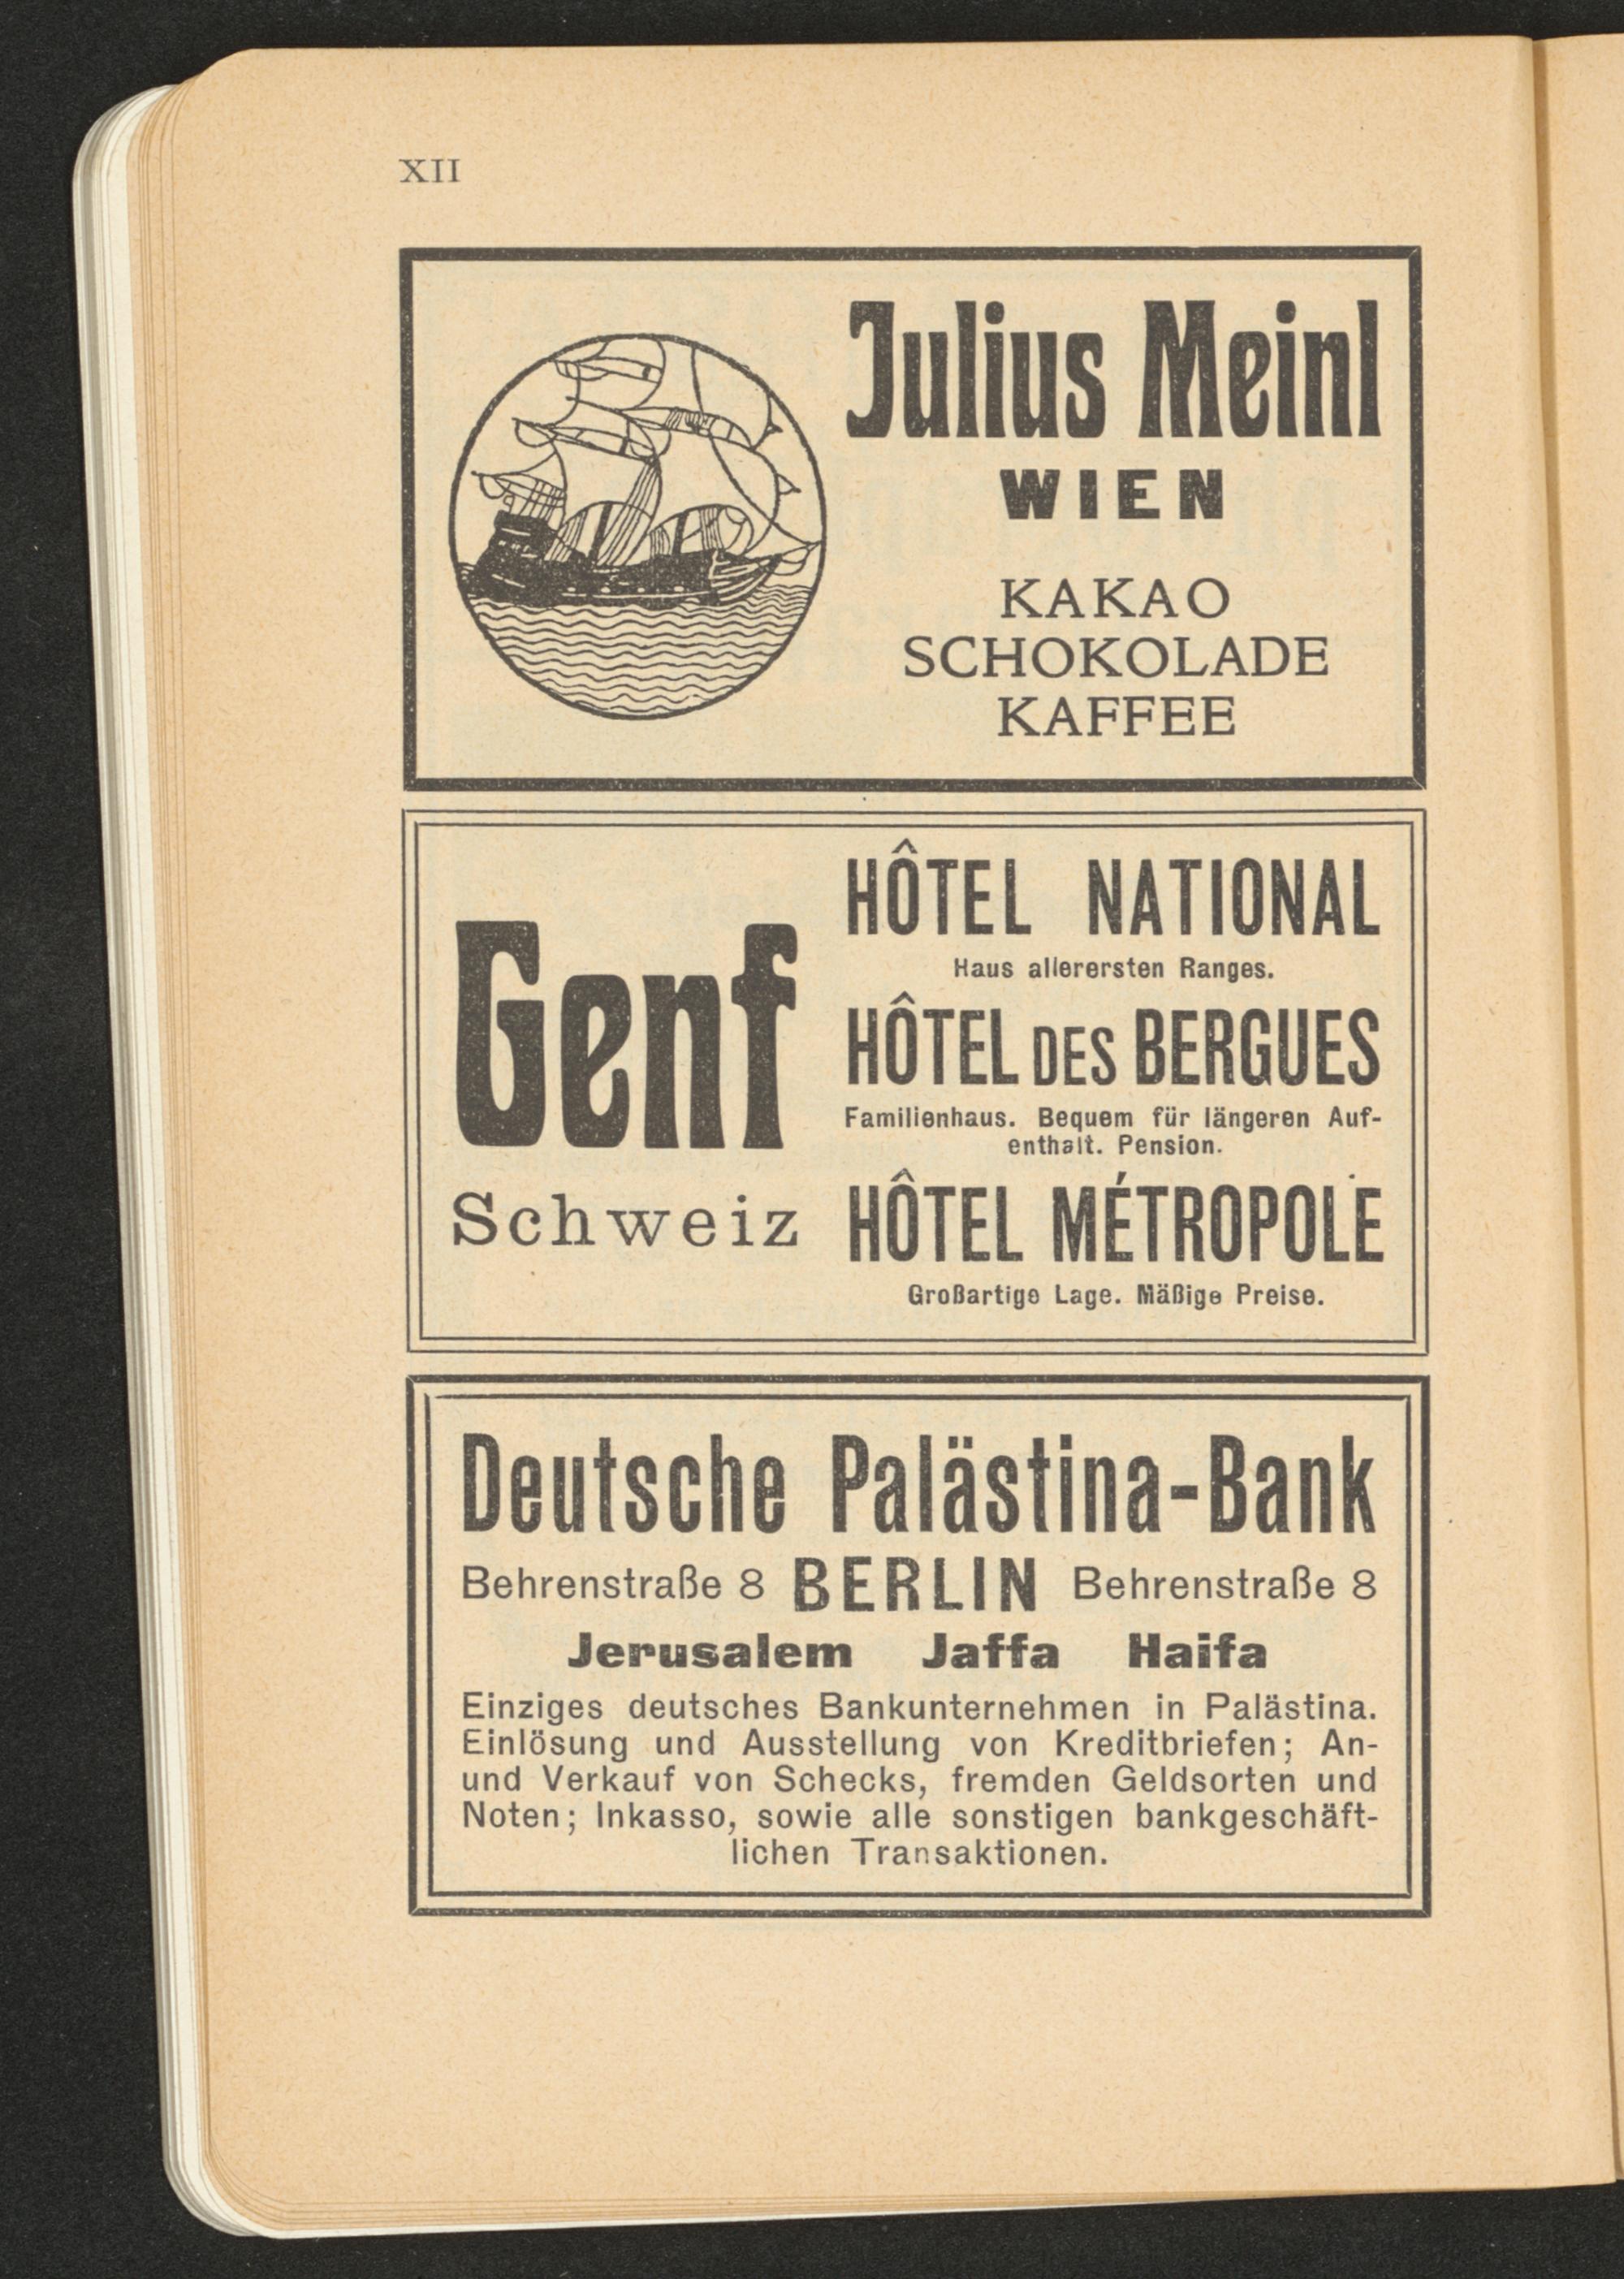 XII
Julius Meinl
WIEN
KAKAO
SCHOKOLADE
KAFFEE
Genf
Schweiz
HÔTEL NATIONAL
Haus allerersten Ranges.
HÔTEL DES BERGUES
Familienhaus. Bequem für längeren Auf-
enthalt. Pension.
HÔTEL MÉTROPOLE
Großartige Lage. Mäßige Preise.
Deutsche Palästina-Bank
Behrenstraße 8 BERLIN Behrenstraße 8
Jerusalem Jaffa Haifa
Einziges deutsches Bankunternehmen in Palästina.
Einlösung und Ausstellung von Kreditbriefen; An-
und Verkauf von Schecks, fremden Geldsorten und
Noten; Inkasso, sowie alle sonstigen bankgeschäft-
lichen Transaktionen.